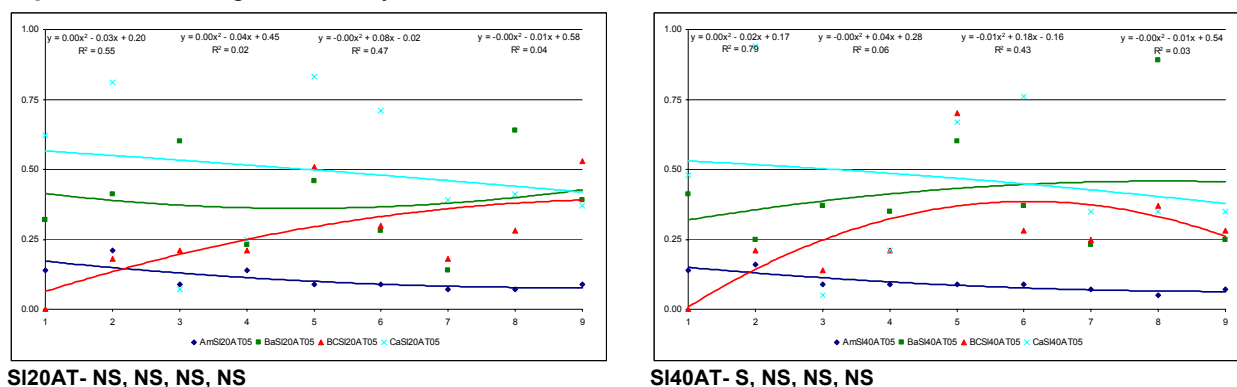 1.00
y = 0.00x² - 0.03x + 0.20 y = 0.00x² - 0.04x + 0.45 y = -0.00x² + 0.08x - 0.02 y = -0.00x² - 0.01x + 0.58
R² = 0.55 R² = 0.02 R² = 0.47 R² = 0.04
0.75
0.50
0.25
0.00
1 2 3 4 5 6 7 8 9
AmSI20AT05 BaSI20AT05 BCSI20AT05 CaSI20AT05
SI20AT- NS, NS, NS, NS
1.00
y = 0.00x² - 0.02x + 0.17 y = -0.00x² + 0.04x + 0.28 y = -0.01x² + 0.18x - 0.16 y = -0.00x² - 0.01x + 0.54
R² = 0.79 R² = 0.06 R² = 0.43 R² = 0.03
0.75
0.50
0.25
0.00
1 2 3 4 5 6 7 8 9
AmSI40AT05 BaSI40AT05 BCSI40AT05 CaSI40AT05
SI40AT- S, NS, NS, NS